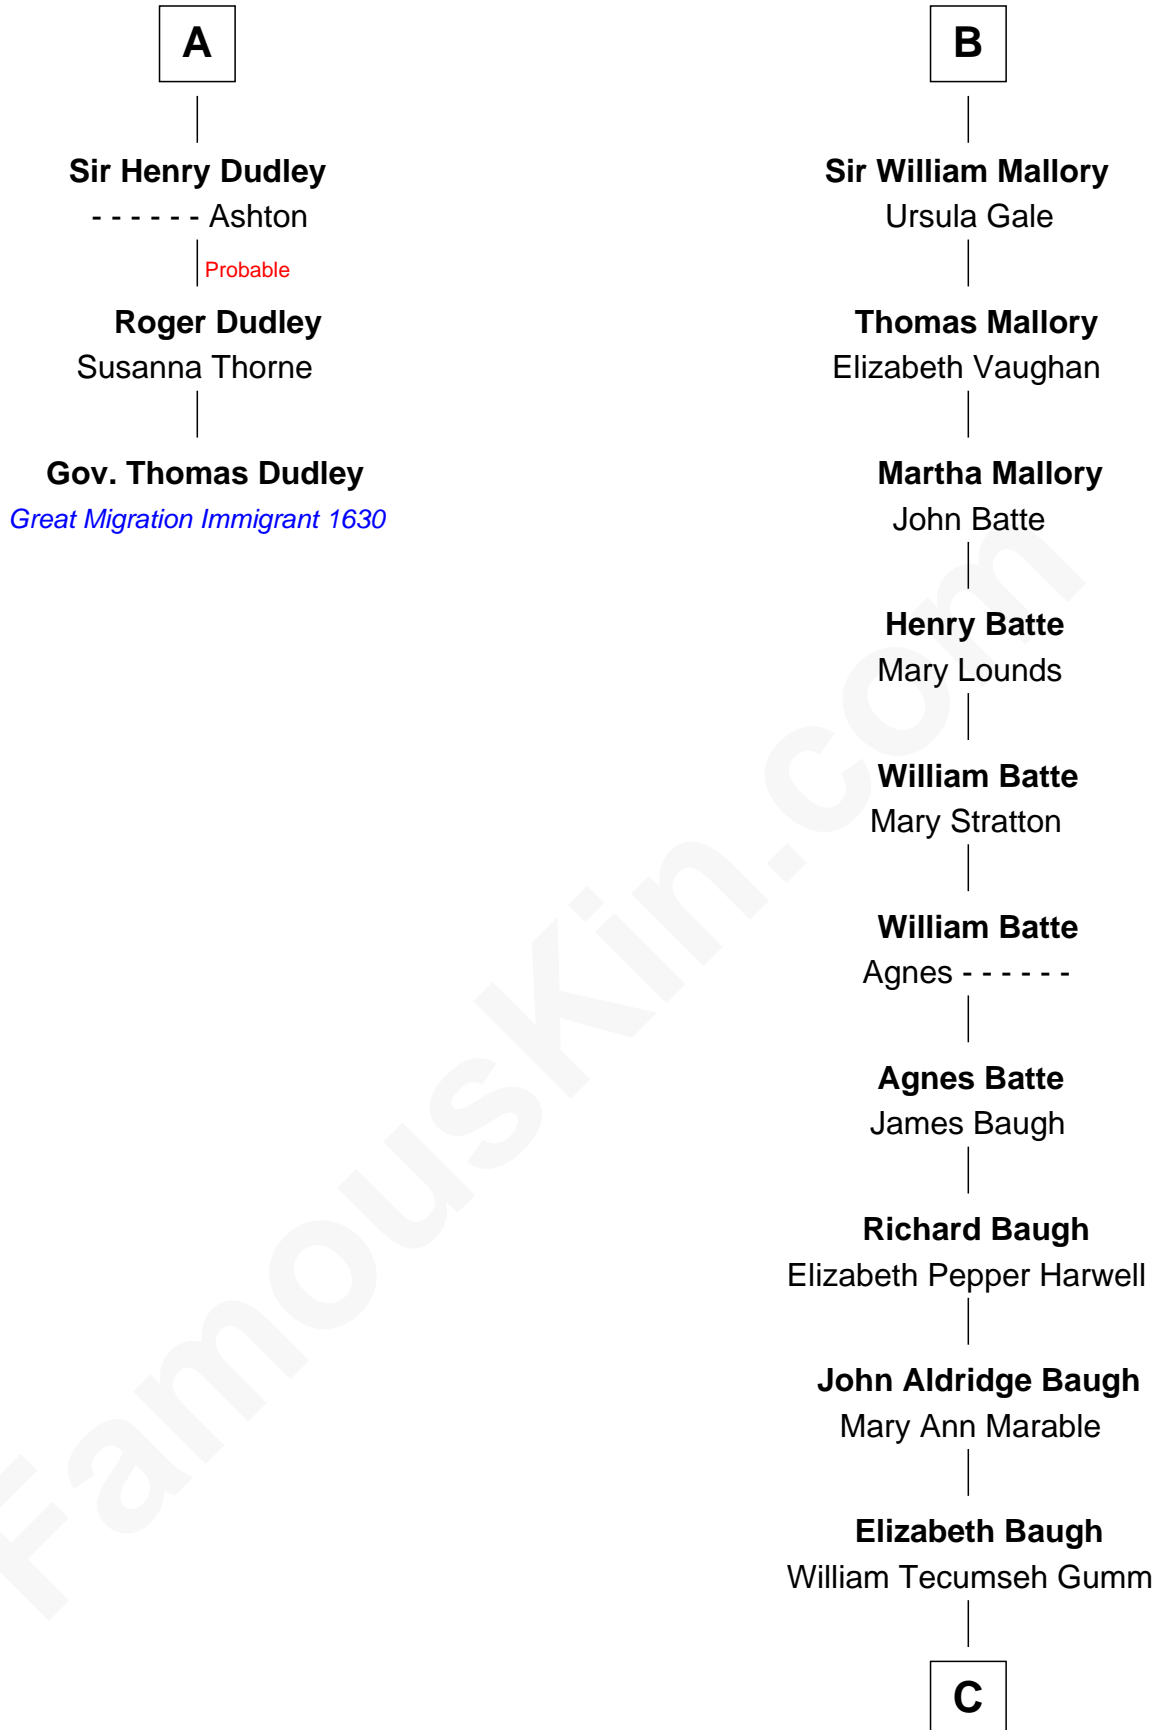 A
Sir Henry Dudley
- - - - - - Ashton
Probable
Roger Dudley
Susanna Thorne
Gov. Thomas Dudley
Great Migration Immigrant 1630
B
Sir William Mallory
Ursula Gale
Thomas Mallory
Elizabeth Vaughan
Martha Mallory
John Batte
Henry Batte
Mary Lounds
William Batte
Mary Stratton
William Batte
Agnes - - - - - -
Agnes Batte
James Baugh
Richard Baugh
Elizabeth Pepper Harwell
John Aldridge Baugh
Mary Ann Marable
Elizabeth Baugh
William Tecumseh Gumm
C
FamousKin.com